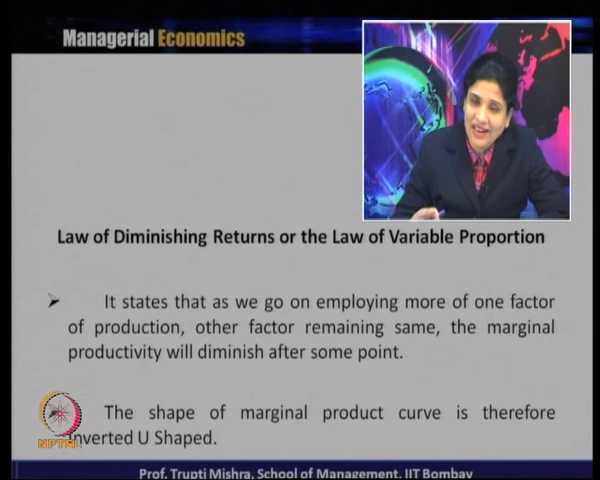 Managerial Economics
Law of Diminishing Returns or the Law of Variable Proportion
It states that as we go on employing more of one factor
of production, other factor remaining same, the marginal
productivity will diminish after some point.
The shape of marginal product curve is therefore
inverted U Shaped.
NPTEL
Prof. Trupti Mishra, School of Management, IIT Bombay